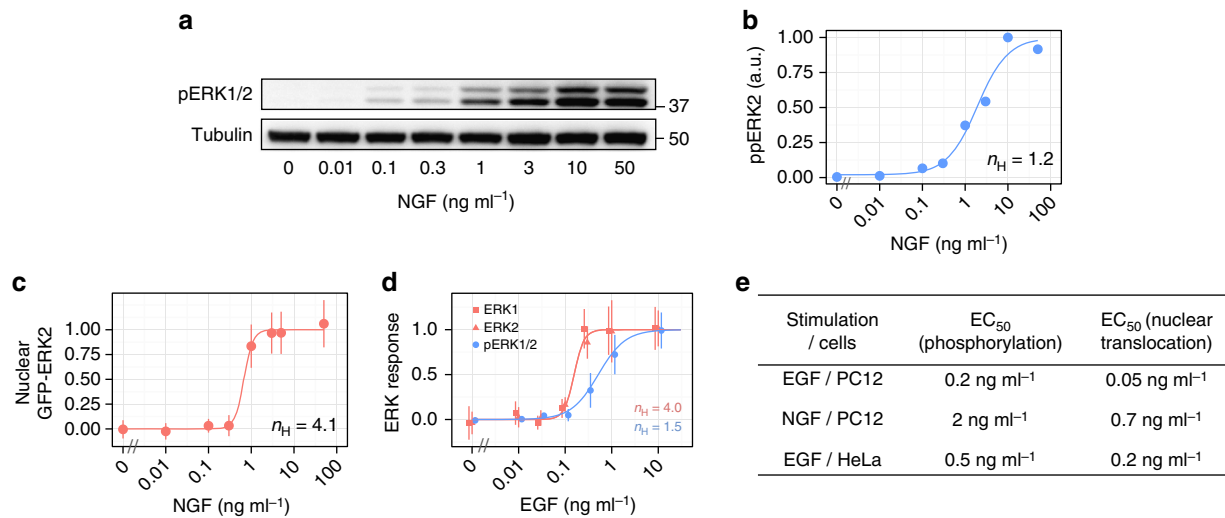 a
pERK1/2
37
Tubulin
50
0 0.01 0.1 0.3 1 3 10 50
NGF (ng ml⁻¹)
b
ppERK2 (a.u.)
1.00
0.75
0.50
0.25
0.00
nH = 1.2
0 0.01 0.1 1 10 100
NGF (ng ml⁻¹)
c
Nuclear
GFP-ERK2
1.00
0.75
0.50
0.25
0.00
nH = 4.1
0 0.01 0.1 1 10 100
NGF (ng ml⁻¹)
d
ERK response
1.0
0.5
0.0
ERK1
ERK2
pERK1/2
nH = 4.0
nH = 1.5
0 0.01 0.1 1 10
EGF (ng ml⁻¹)
e
Stimulation
/ cells
EC50
(phosphorylation)
EC50 (nuclear
translocation)
EGF / PC12 0.2 ng ml⁻¹ 0.05 ng ml⁻¹
NGF / PC12 2 ng ml⁻¹ 0.7 ng ml⁻¹
EGF / HeLa 0.5 ng ml⁻¹ 0.2 ng ml⁻¹